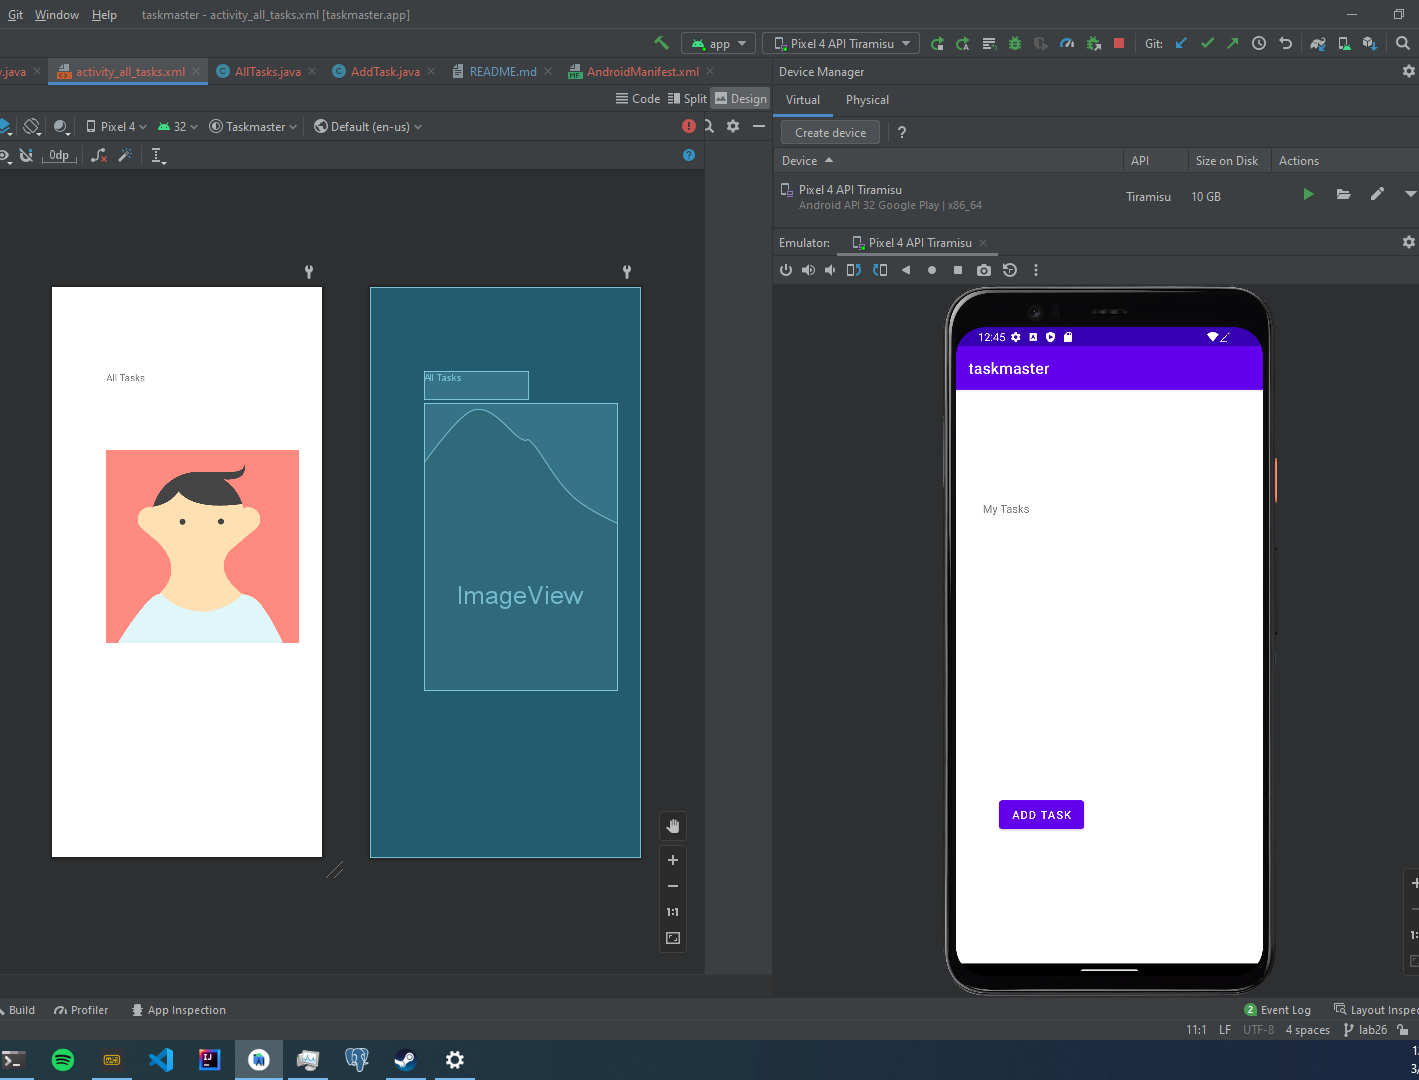 Git Window Help taskmaster - activity_all_tasks.xml [taskmaster.app]
app Pixel 4 API Tiramisu Git:
.java activity_all_tasks.xml AllTasks.java AddTask.java README.md AndroidManifest.xml
Device Manager
Code Split Design
Virtual Physical
Pixel 4 32 Taskmaster Default (en-us)
Create device ?
0dp
Device API Size on Disk Actions
Pixel 4 API Tiramisu
Android API 32 Google Play | x86_64
Tiramisu 10 GB
Emulator: Pixel 4 API Tiramisu
12:45
taskmaster
All Tasks
All Tasks
My Tasks
ImageView
ADD TASK
1:1
Build Profiler App Inspection
2 Event Log Layout Inspec
11:1 LF UTF-8 4 spaces lab26